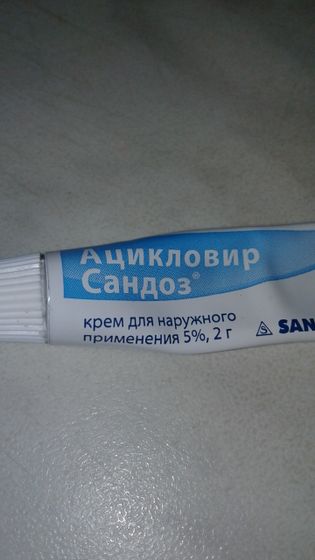 Ацикловир
Сандоз®
крем для наружного
применения 5%, 2 г
SAN